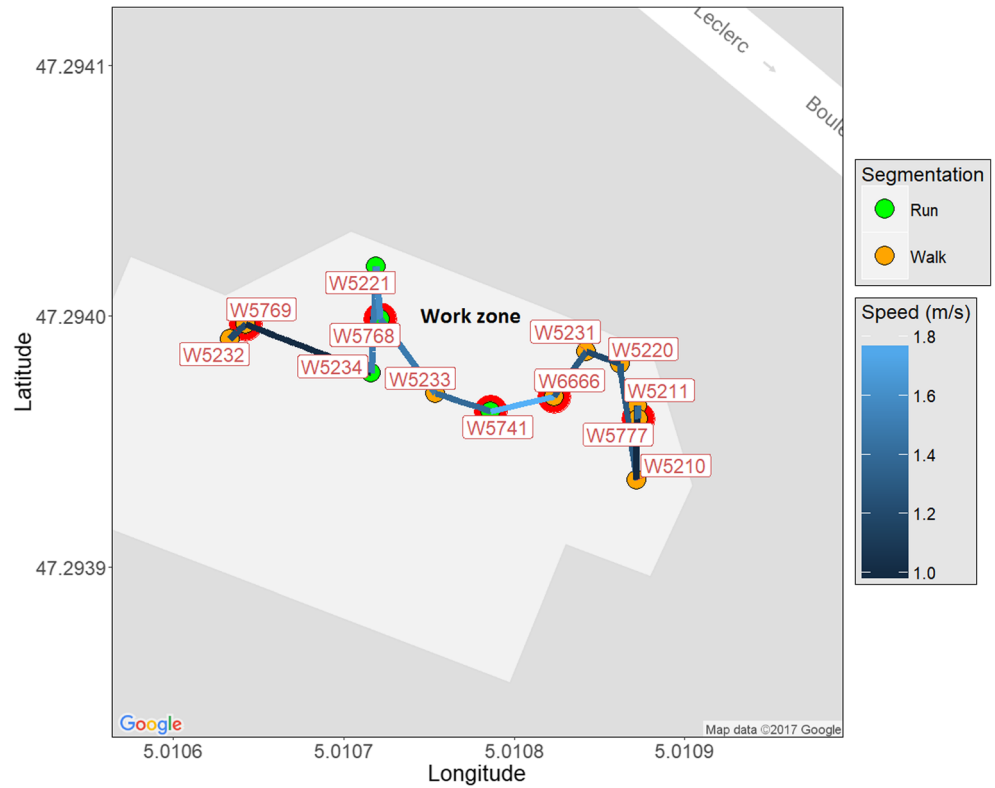 Leclerc
Boule
47.2941
47.2940
47.2939
Latitude
W5221
W5769
W5768
Work zone
W5232
W5234
W5233
W5231
W5220
W6666
W5211
W5741
W5777
W5210
Google
Map data ©2017 Google
5.0106
5.0107
5.0108
5.0109
Longitude
Segmentation
Run
Walk
Speed (m/s)
1.8
1.6
1.4
1.2
1.0